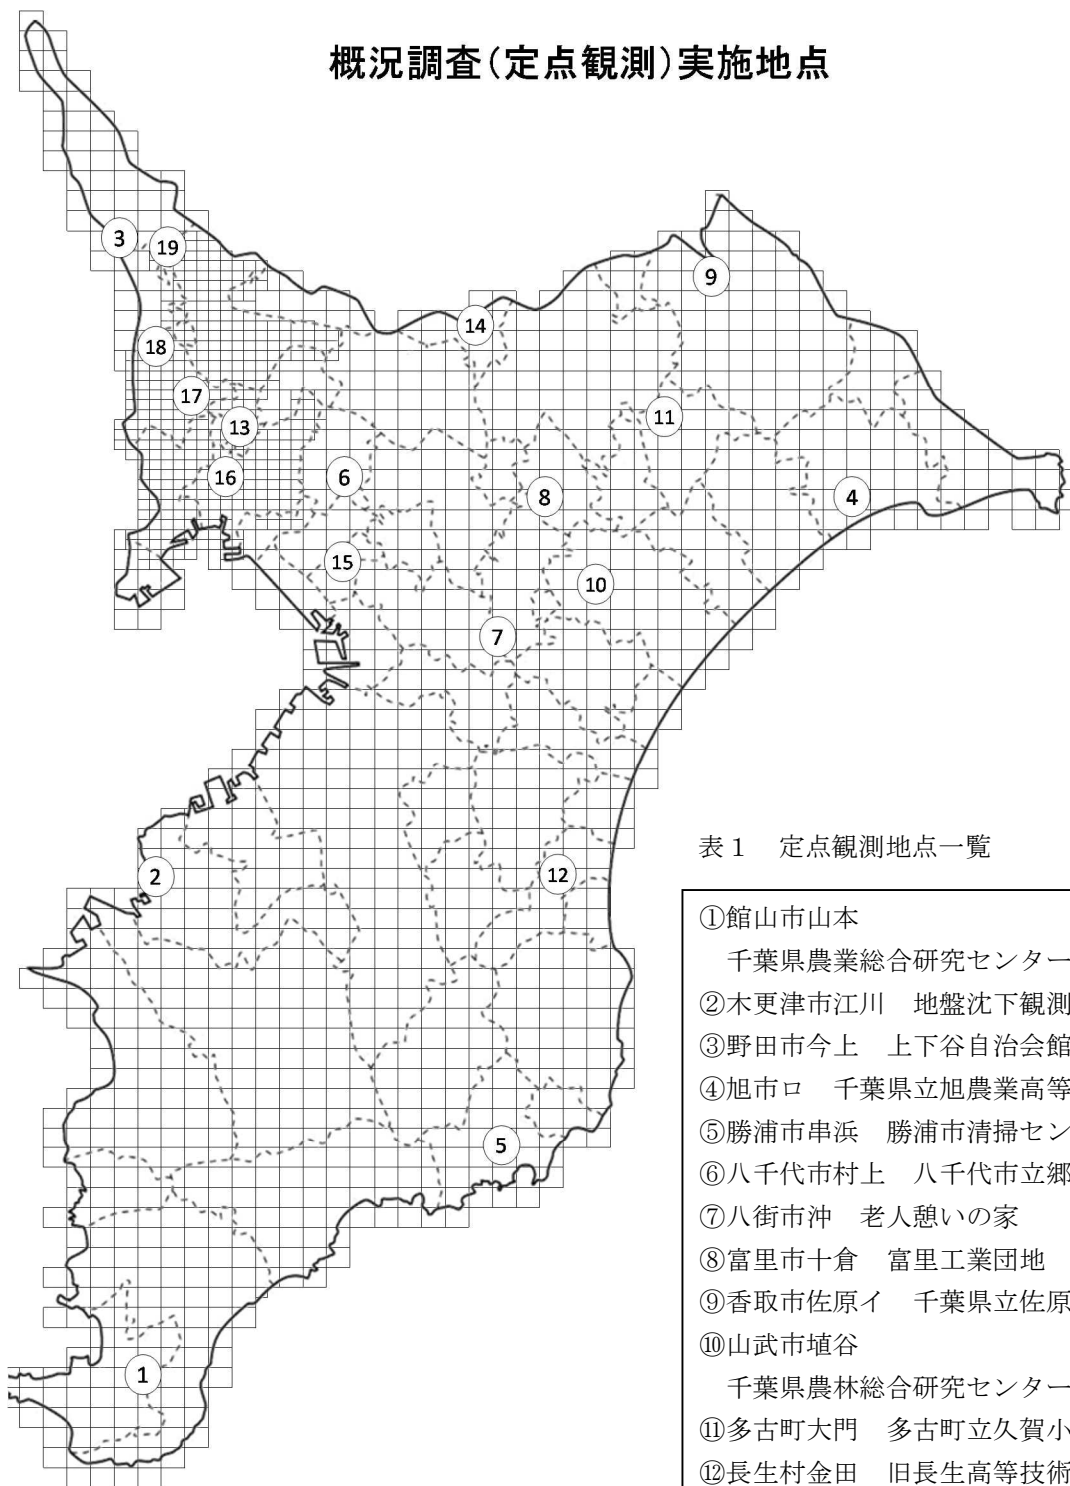 概況調査（定点観測）実施地点
3
19
9
14
18
17
11
13
16
6
8
4
15
10
7
表１　定点観測地点一覧
2
12
①館山市山本
千葉県農業総合研究センター
②木更津市江川　地盤沈下観測
③野田市今上　上下谷自治会館
④旭市ロ　千葉県立旭農業高等
⑤勝浦市串浜　勝浦市清掃セン
5
⑥八千代市村上　八千代市立郷
⑦八街市沖　老人憩いの家
⑧富里市十倉　富里工業団地
⑨香取市佐原イ　千葉県立佐原
⑩山武市埴谷
1
千葉県農林総合研究センター
⑪多古町大門　多古町立久賀小
⑫長生村金田　旧長生高等技術